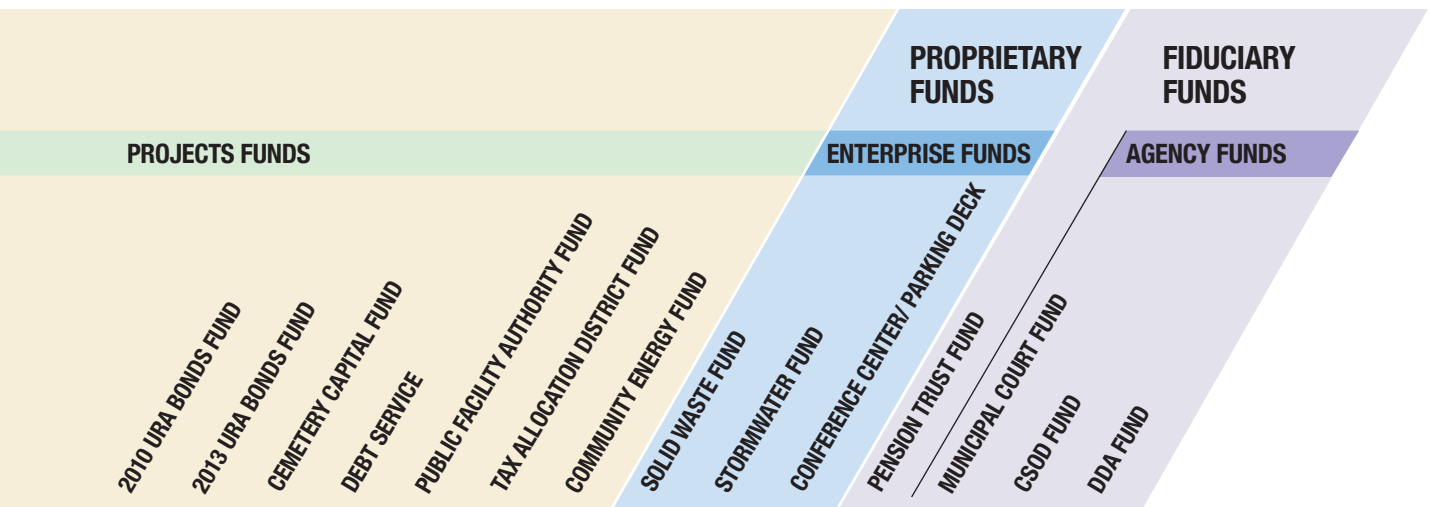 PROPRIETARY
FUNDS
FIDUCIARY
FUNDS
PROJECTS FUNDS
ENTERPRISE FUNDS
AGENCY FUNDS
2010 URA BONDS FUND
2013 URA BONDS FUND
CEMETERY CAPITAL FUND
DEBT SERVICE
PUBLIC FACILITY AUTHORITY FUND
TAX ALLOCATION DISTRICT FUND
COMMUNITY ENERGY FUND
SOLID WASTE FUND
STORMWATER FUND
CONFERENCE CENTER/ PARKING DECK
PENSION TRUST FUND
MUNICIPAL COURT FUND
CSOD FUND
DDA FUND